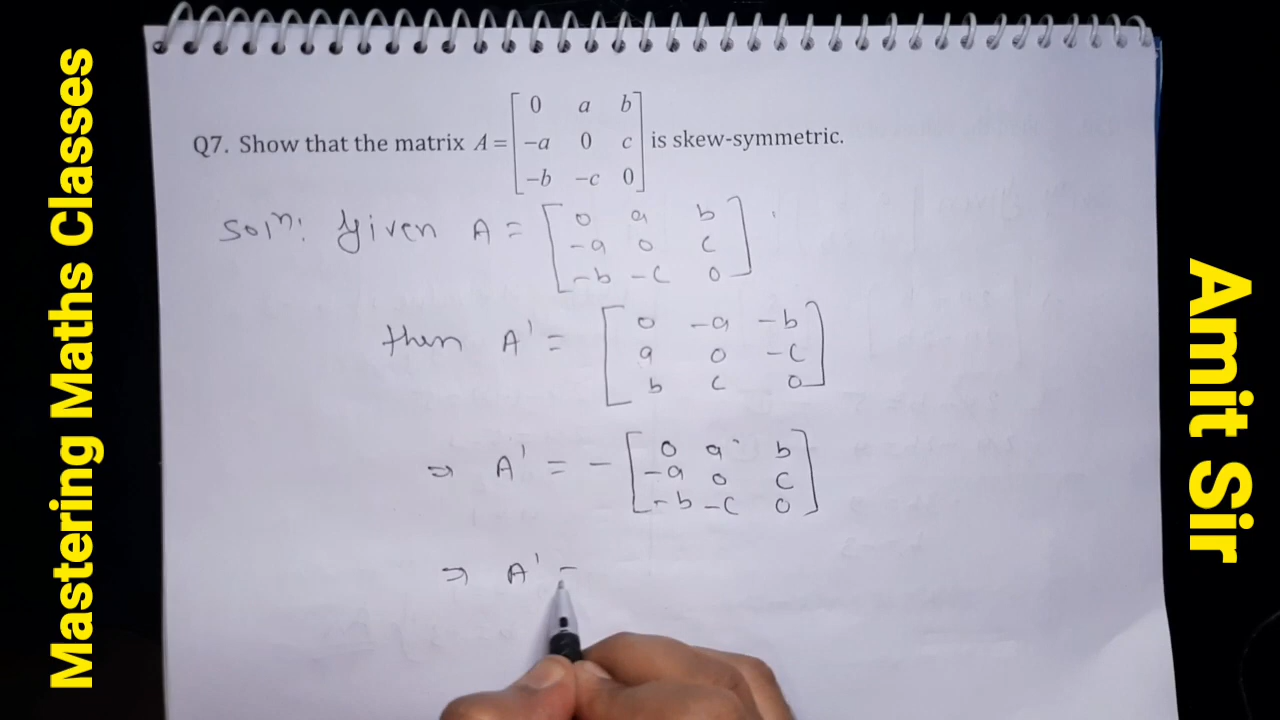 Mastering Maths Classes
Q7. Show that the matrix A = [0 a b
-a 0 c
-b -c 0] is skew-symmetric.
Solⁿ: Given A = [0 a b
-a 0 c
-b -c 0]
then A' = [0 -a -b
a 0 -c
b c 0]
⇒ A' = - [0 a b
-a 0 c
-b -c 0]
⇒ A' -
Amit Sir